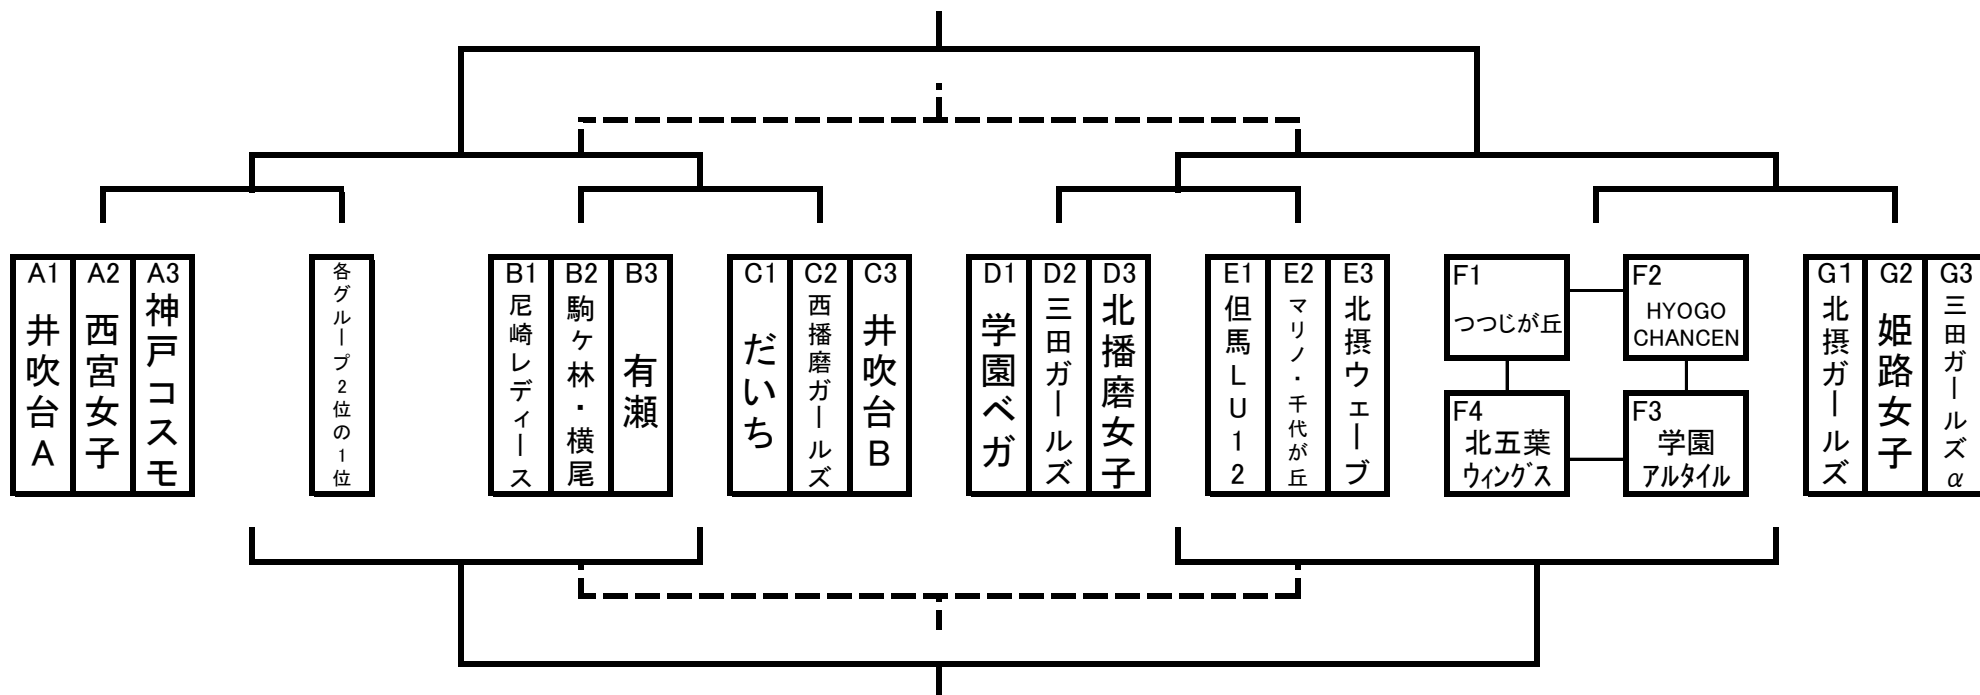 A1
井吹台A
A2
西宮女子
A3
神戸コスモ
各グループ2位の1位
B1
尼崎レディース
B2
駒ヶ林・横尾
B3
有瀬
C1
だいち
C2
西播磨ガールズ
C3
井吹台B
D1
学園ベガ
D2
三田ガールズ
D3
北播磨女子
E1
但馬LU12
E2
マリノ・千代が丘
E3
北摂ウェーブ
F1
つつじが丘
F2
HYOGO
CHANCEN
F4
北五葉
ウィングス
F3
学園
アルタイル
G1
北摂ガールズ
G2
姫路女子
G3
三田ガールズα